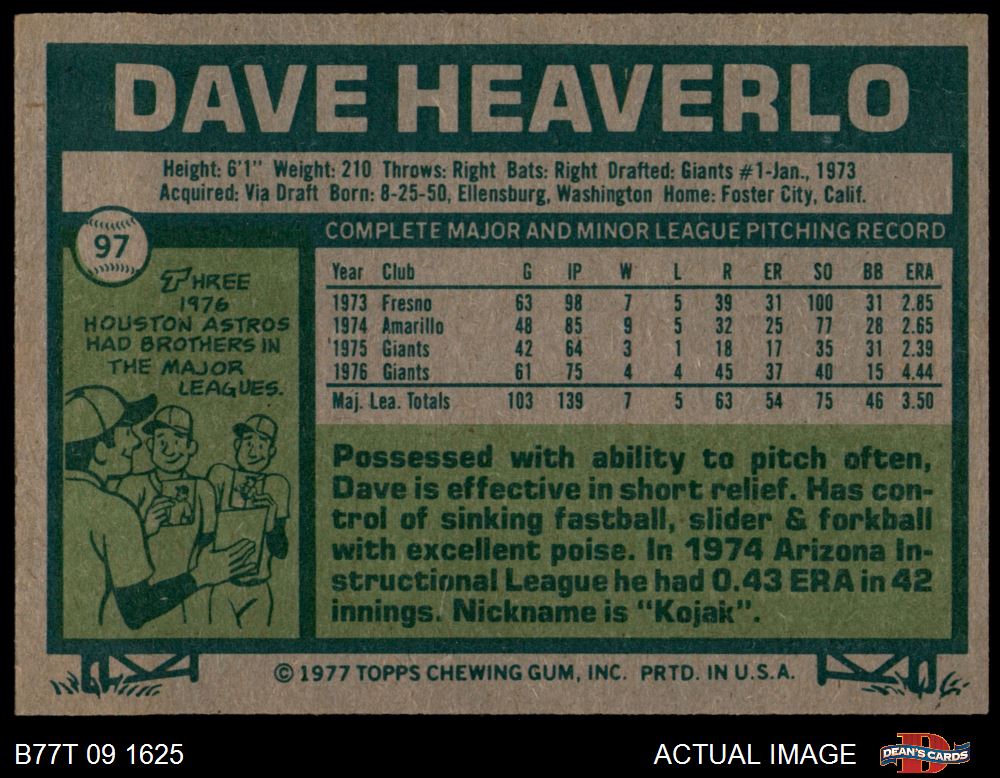 DAVE HEAVERLO
Height: 6'1" Weight: 210 Throws: Right Bats: Right Drafted: Giants #1-Jan., 1973
Acquired: Via Draft Born: 8-25-50, Ellensburg, Washington Home: Foster City, Calif.
97
THREE
1976
HOUSTON ASTROS
HAD BROTHERS IN
THE MAJOR
LEAGUES.
COMPLETE MAJOR AND MINOR LEAGUE PITCHING RECORD
Year Club G IP W L R ER SO BB ERA
1973 Fresno 63 98 7 5 39 31 100 31 2.85
1974 Amarillo 48 85 9 5 32 25 77 28 2.65
1975 Giants 42 64 3 1 18 17 35 31 2.39
1976 Giants 61 75 4 4 45 37 40 15 4.44
Maj. Lea. Totals 103 139 7 5 63 54 75 46 3.50
Possessed with ability to pitch often,
Dave is effective in short relief. Has con-
trol of sinking fastball, slider & forkball
with excellent poise. In 1974 Arizona In-
structional League he had 0.43 ERA in 42
innings. Nickname is "Kojak".
© 1977 TOPPS CHEWING GUM, INC. PRTD. IN U.S.A.
B77T 09 1625
ACTUAL IMAGE
DEAN'S CARDS